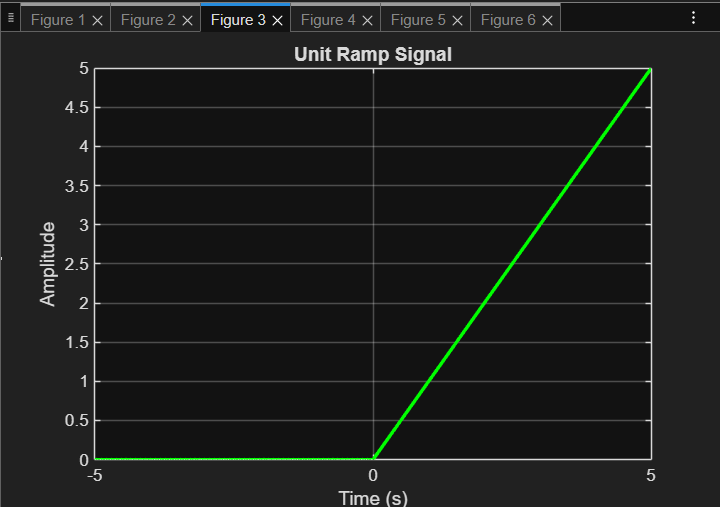 Figure 1 × Figure 2 × Figure 3 × Figure 4 × Figure 5 × Figure 6 ×
Unit Ramp Signal
5
4.5
4
3.5
3
2.5
2
1.5
1
0.5
0
Amplitude
-5 0 5
Time (s)